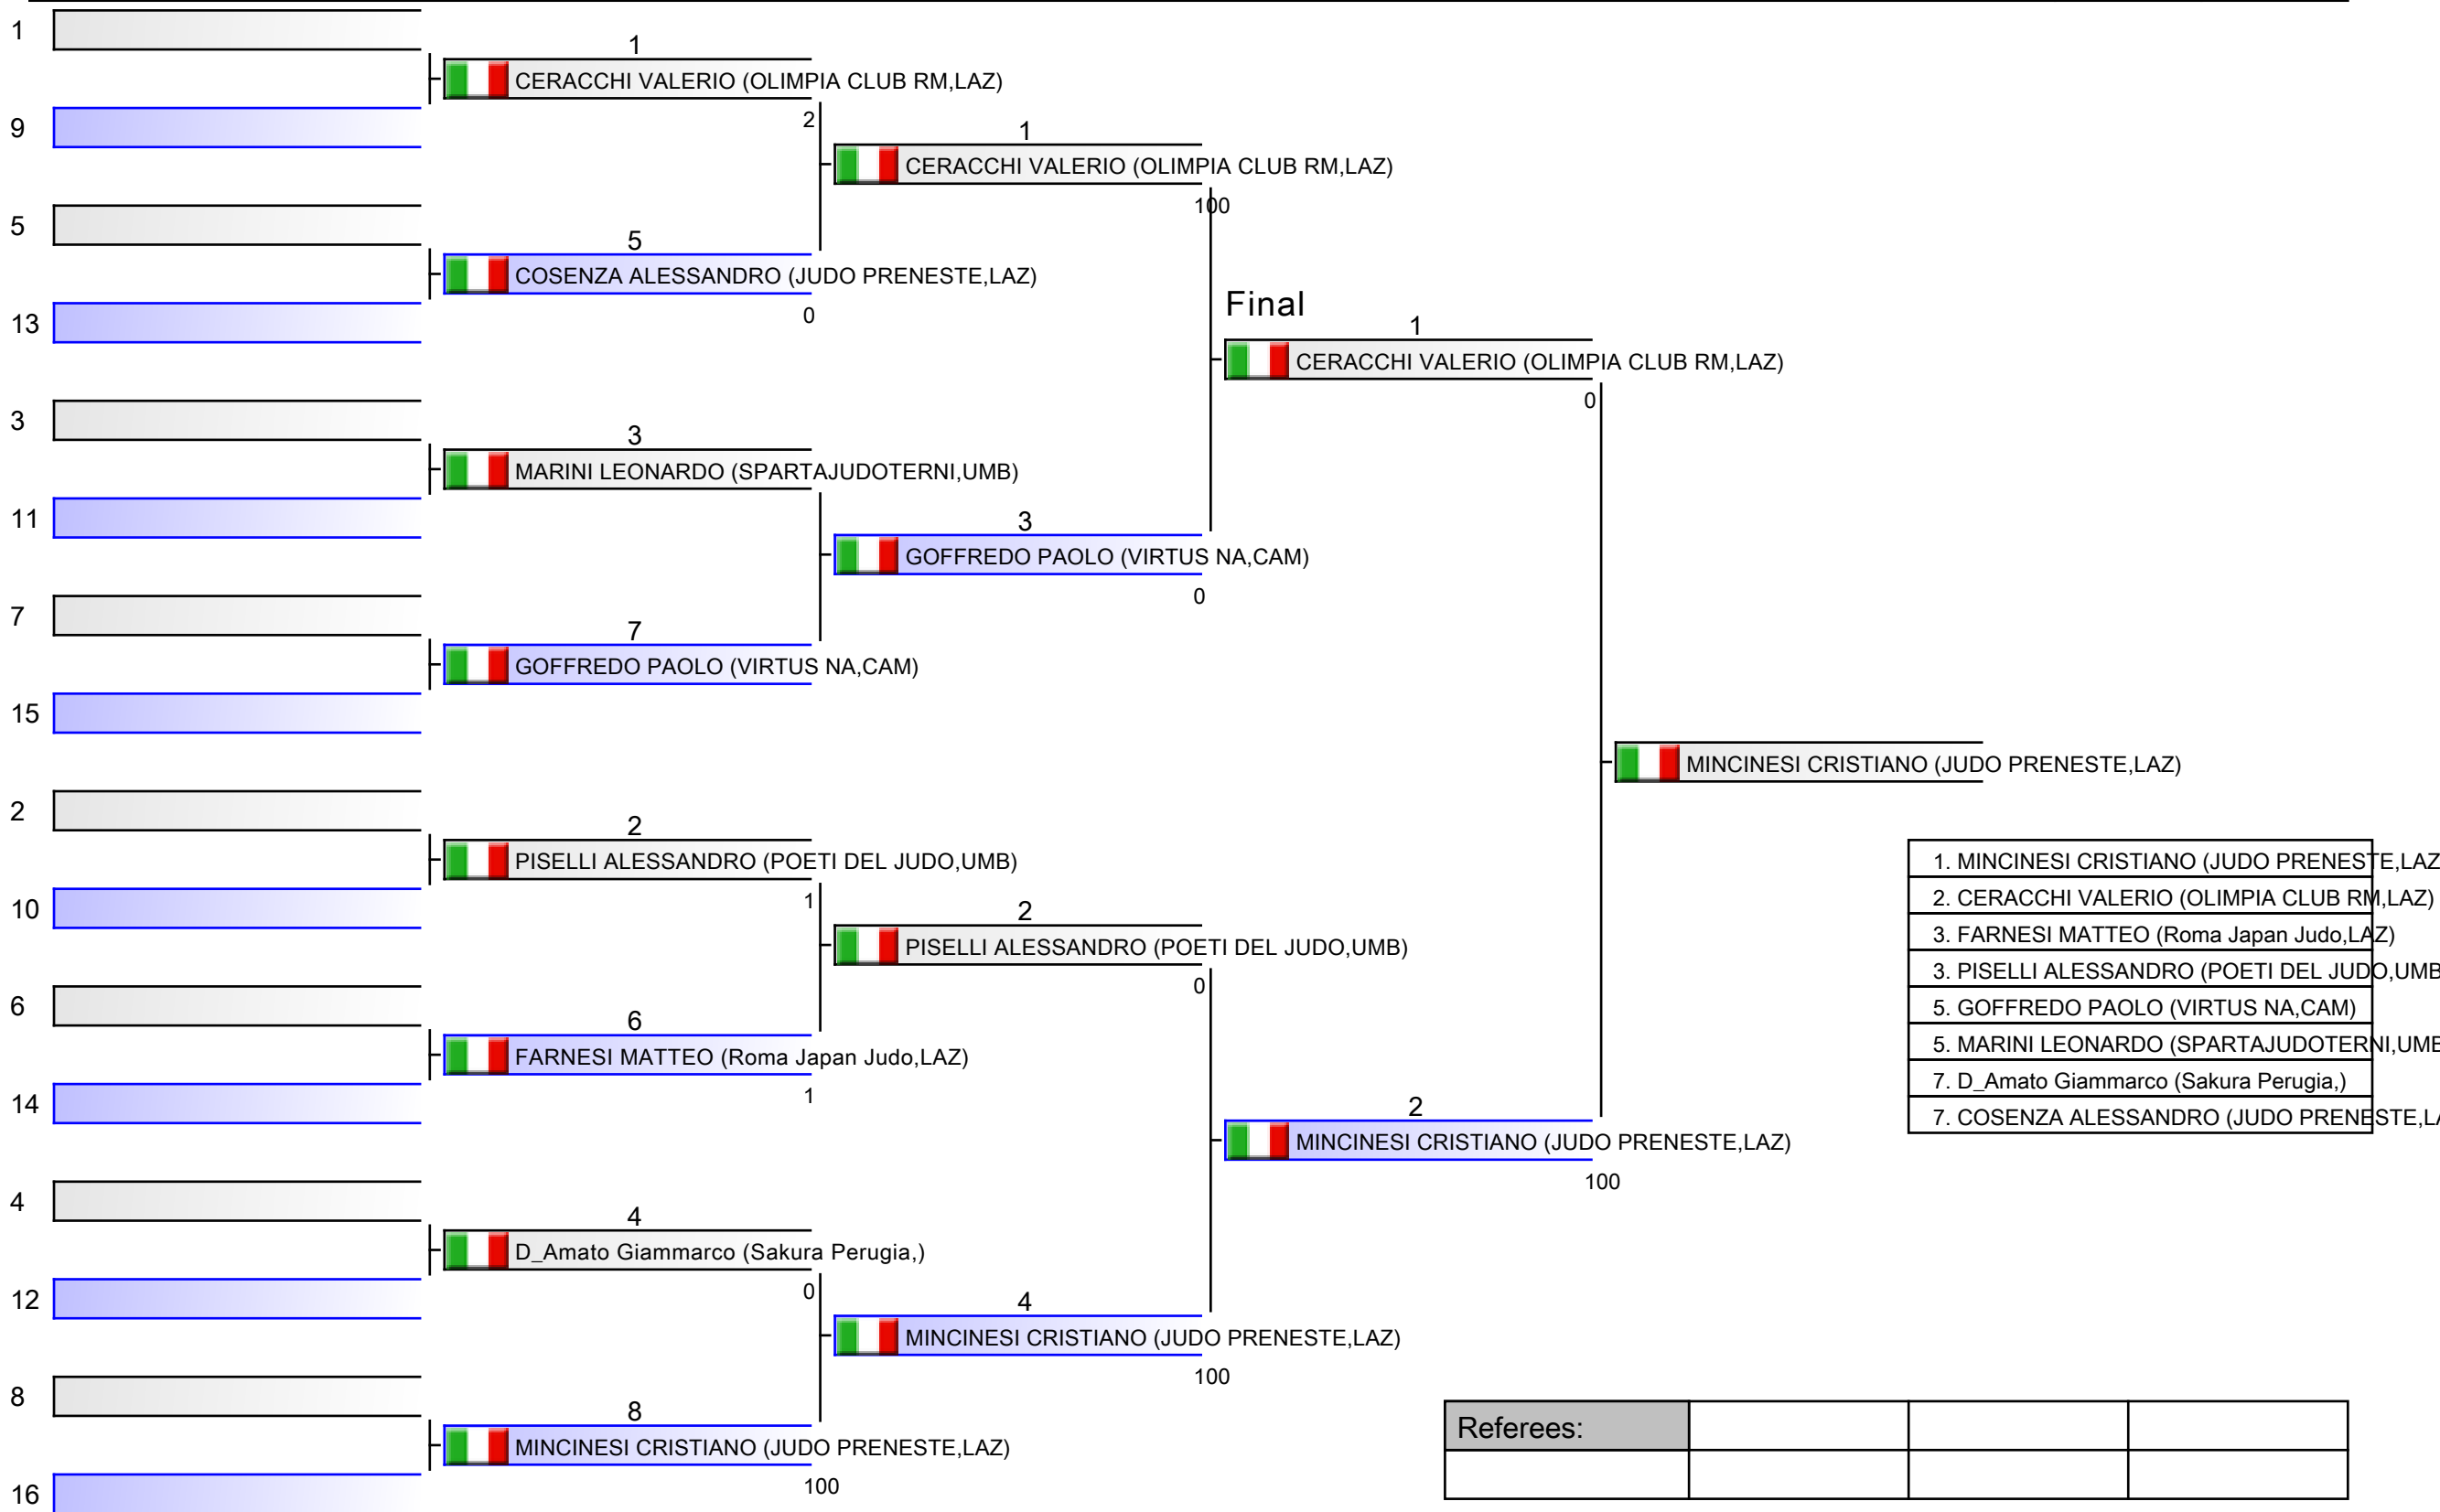 1
1
CERACCHI VALERIO (OLIMPIA CLUB RM,LAZ)
9
2
1
CERACCHI VALERIO (OLIMPIA CLUB RM,LAZ)
100
5
5
COSENZA ALESSANDRO (JUDO PRENESTE,LAZ)
13
0
Final
1
CERACCHI VALERIO (OLIMPIA CLUB RM,LAZ)
0
3
3
MARINI LEONARDO (SPARTAJUDOTERNI,UMB)
11
3
GOFFREDO PAOLO (VIRTUS NA,CAM)
0
7
7
GOFFREDO PAOLO (VIRTUS NA,CAM)
15
MINCINESI CRISTIANO (JUDO PRENESTE,LAZ)
2
2
PISELLI ALESSANDRO (POETI DEL JUDO,UMB)
10
1
2
PISELLI ALESSANDRO (POETI DEL JUDO,UMB)
0
6
6
FARNESI MATTEO (Roma Japan Judo,LAZ)
14
1
2
MINCINESI CRISTIANO (JUDO PRENESTE,LAZ)
100
1. MINCINESI CRISTIANO (JUDO PRENESTE,LAZ
2. CERACCHI VALERIO (OLIMPIA CLUB RM,LAZ)
3. FARNESI MATTEO (Roma Japan Judo,LAZ)
3. PISELLI ALESSANDRO (POETI DEL JUDO,UMB
5. GOFFREDO PAOLO (VIRTUS NA,CAM)
5. MARINI LEONARDO (SPARTAJUDOTERNI,UMB
7. D_Amato Giammarco (Sakura Perugia,)
7. COSENZA ALESSANDRO (JUDO PRENESTE,LA
4
4
D_Amato Giammarco (Sakura Perugia,)
12
0
4
MINCINESI CRISTIANO (JUDO PRENESTE,LAZ)
100
8
8
MINCINESI CRISTIANO (JUDO PRENESTE,LAZ)
16
100
Referees: